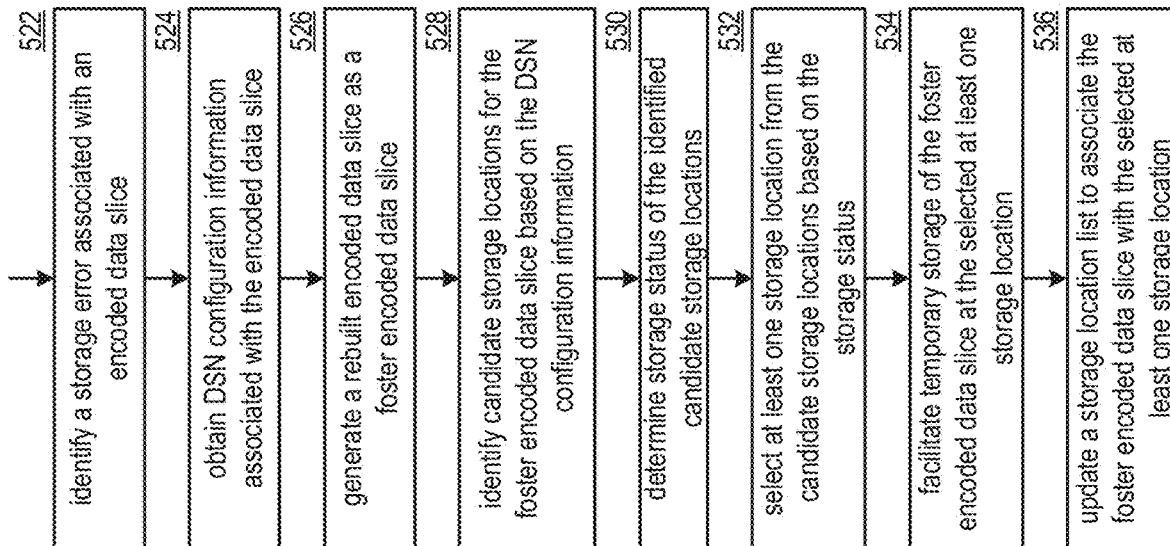 522
identify a storage error associated with an
encoded data slice
524
obtain DSN configuration information
associated with the encoded data slice
526
generate a rebuilt encoded data slice as a
foster encoded data slice
528
identify candidate storage locations for the
foster encoded data slice based on the DSN
configuration information
530
determine storage status of the identified
candidate storage locations
532
select at least one storage location from the
candidate storage locations based on the
storage status
534
facilitate temporary storage of the foster
encoded data slice at the selected at least one
storage location
536
update a storage location list to associate the
foster encoded data slice with the selected at
least one storage location